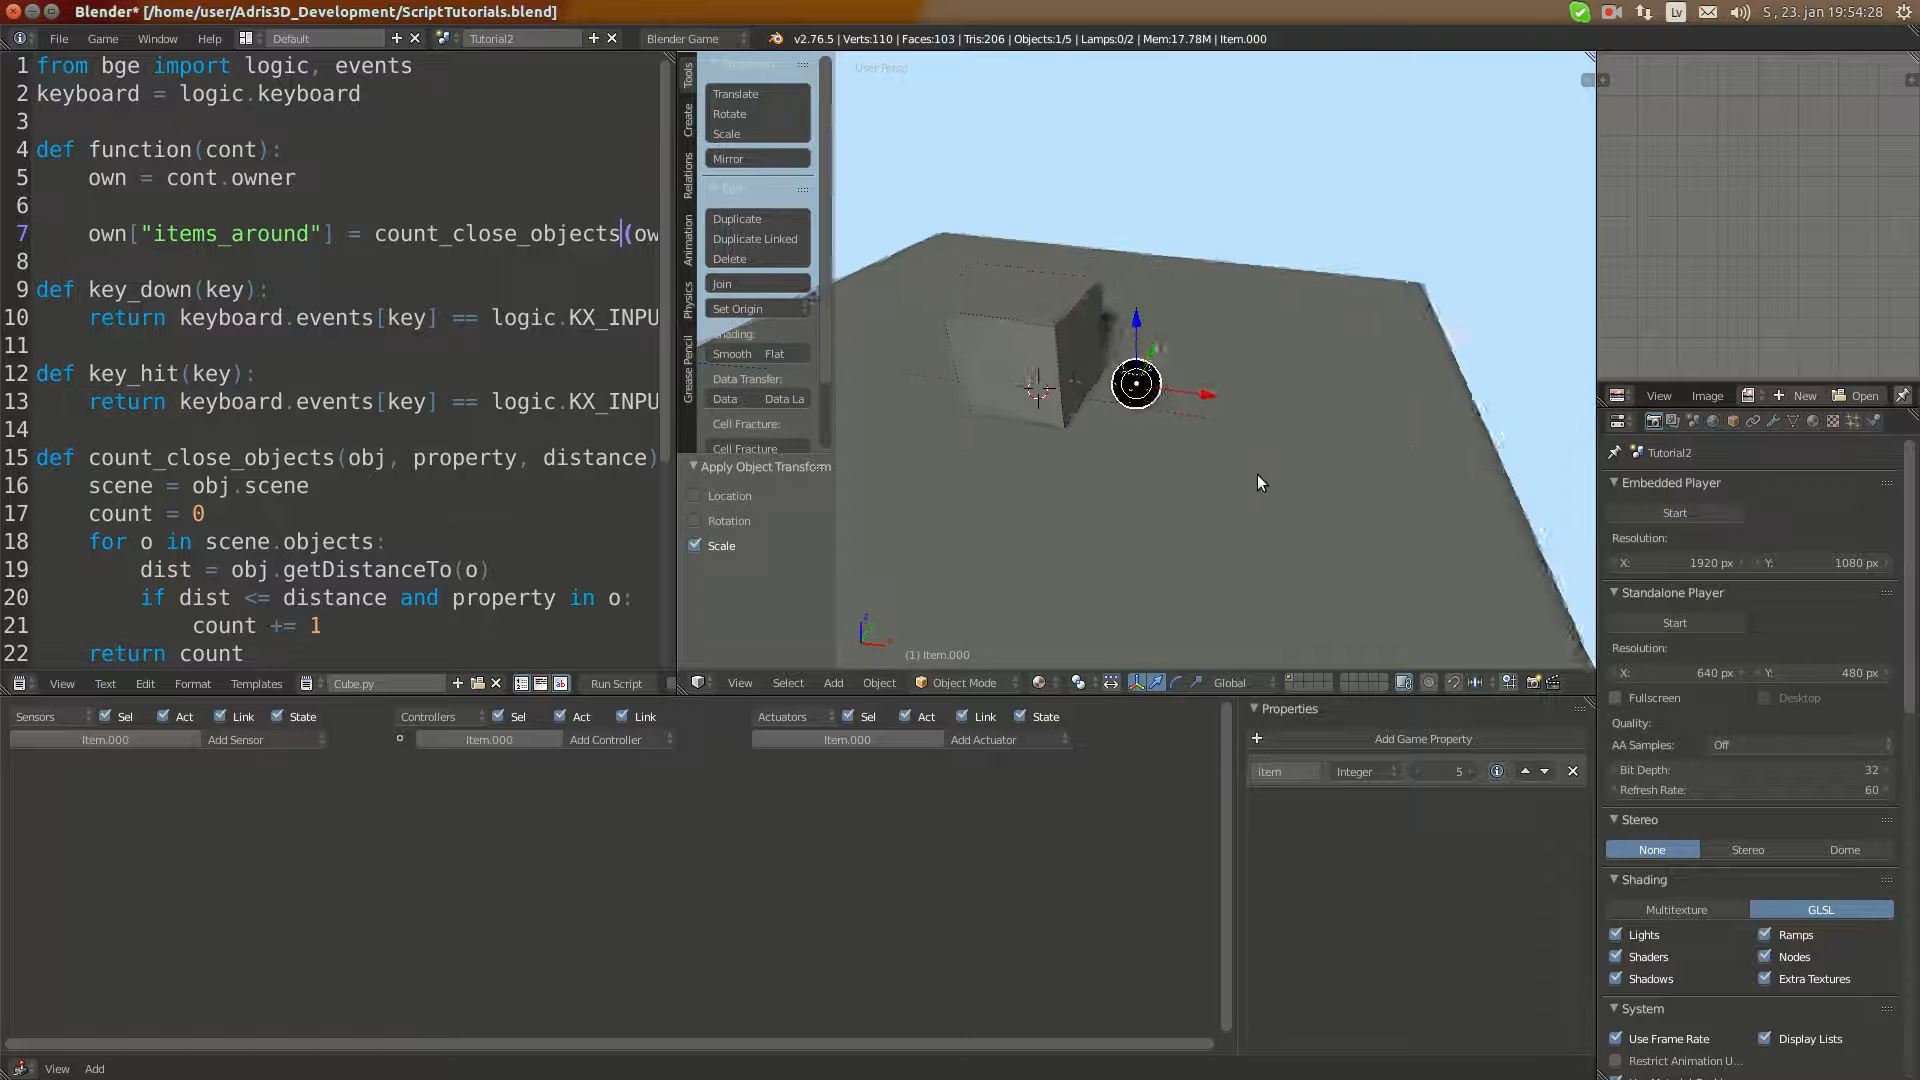 Blender* [/home/user/Adris3D_Development/ScriptTutorials.blend]
Lv
S , 23. jan 19:54:28
File Game Window Help Default Tutorial2 Blender Game v2.76.5 | Verts:110 | Faces:103 | Tris:206 | Objects:1/5 | Lamps:0/2 | Mem:17.78M | Item.000
1 from bge import logic, events
2 keyboard = logic.keyboard
3
4 def function(cont):
5 own = cont.owner
6
7 own["items_around"] = count_close_objects(ow
8
9 def key_down(key):
10 return keyboard.events[key] == logic.KX_INPU
11
12 def key_hit(key):
13 return keyboard.events[key] == logic.KX_INPU
14
15 def count_close_objects(obj, property, distance)
16 scene = obj.scene
17 count = 0
18 for o in scene.objects:
19 dist = obj.getDistanceTo(o)
20 if dist <= distance and property in o:
21 count += 1
22 return count
View Text Edit Format Templates Cube.py Run Script
Tools
Create
Relations
Animation
Physics
Grease Pencil
Translate
Rotate
Scale
Mirror
Edit
Duplicate
Duplicate Linked
Delete
Join
Set Origin
Shading:
Smooth Flat
Data Transfer:
Data Data La
Cell Fracture:
Cell Fracture
Apply Object Transform
Location
Rotation
Scale
User Persp
(1) Item.000
View Select Add Object Object Mode Global
View Image New Open
Tutorial2
Embedded Player
Start
Resolution:
X: 1920 px Y: 1080 px
Standalone Player
Start
Resolution:
X: 640 px Y: 480 px
Fullscreen Desktop
Quality:
AA Samples: Off
Bit Depth: 32
Refresh Rate: 60
Stereo
None Stereo Dome
Shading
Multitexture GLSL
Lights Ramps
Shaders Nodes
Shadows Extra Textures
System
Use Frame Rate Display Lists
Restrict Animation U...
Sensors Sel Act Link State
Item.000 Add Sensor
Controllers Sel Act Link
Item.000 Add Controller
Actuators Sel Act Link State
Item.000 Add Actuator
Properties
Add Game Property
item Integer 5
View Add